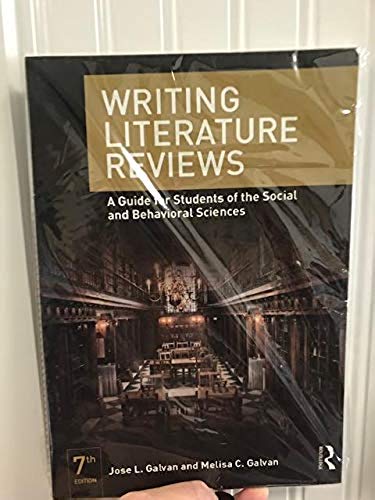 WRITING
LITERATURE
REVIEWS
A Guide for Students of the Social
and Behavioral Sciences
7th
EDITION
Jose L. Galvan and Melisa C. Galvan
R
ROUTLEDGE